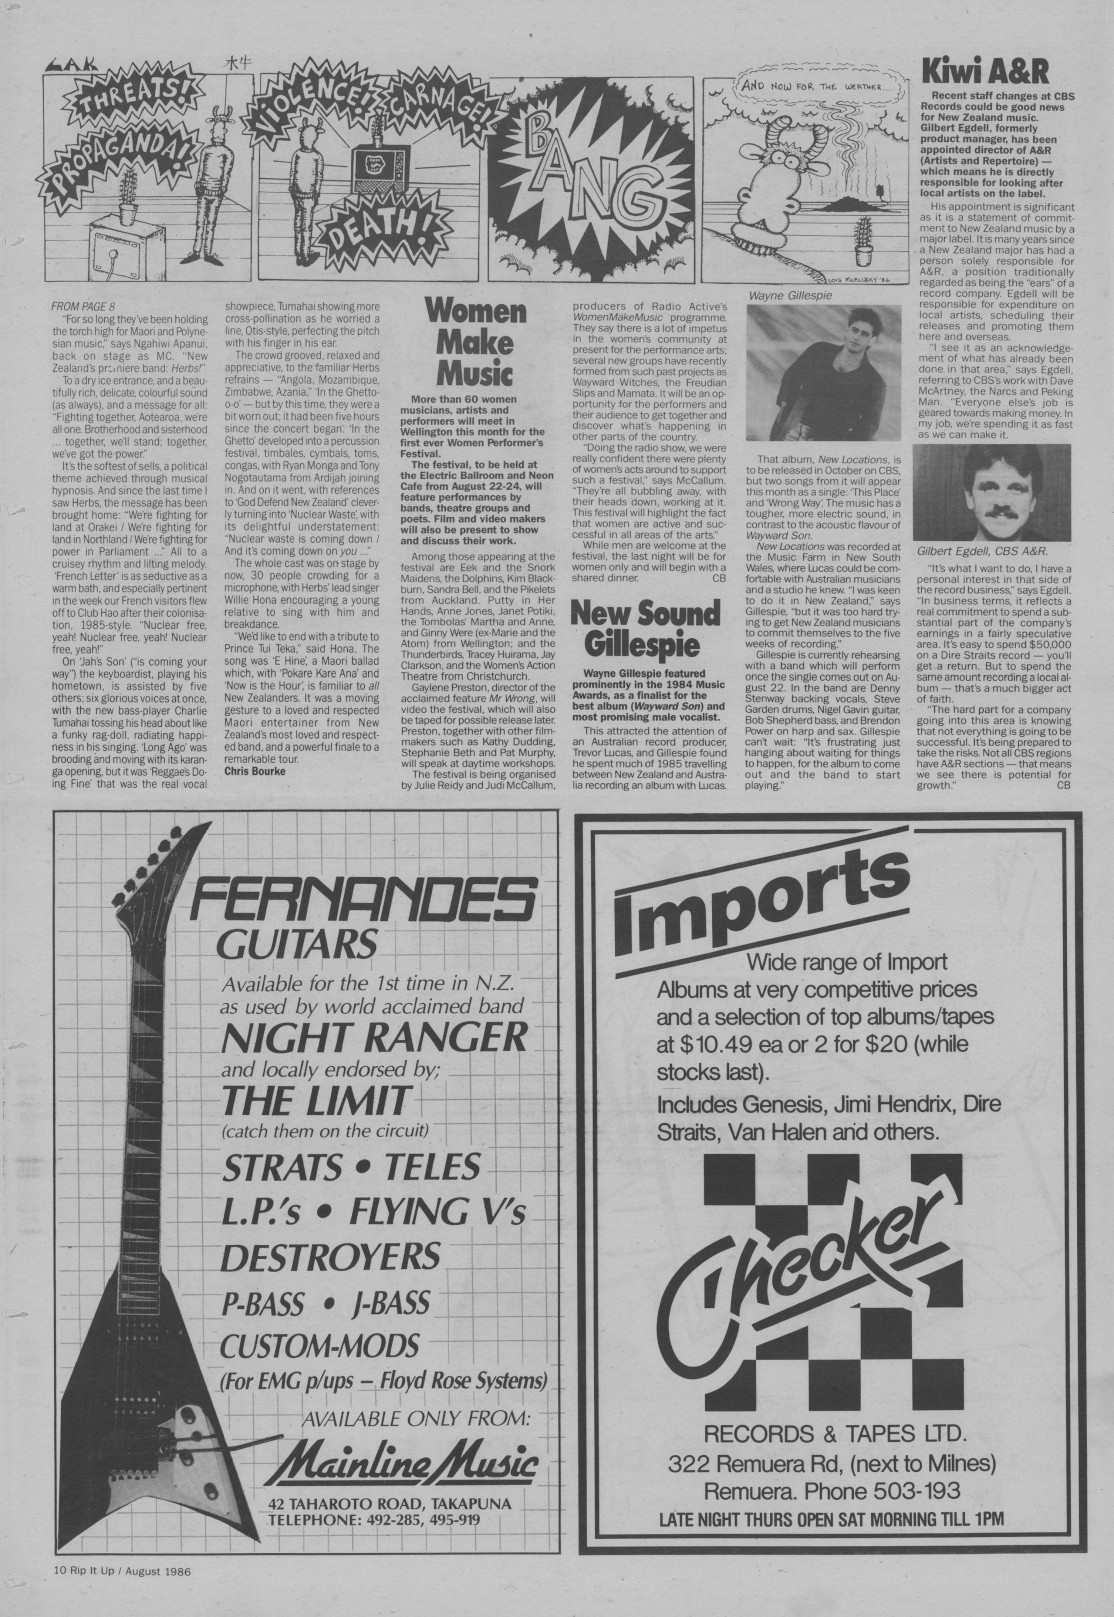 LAK
THREATS!
PROPAGANDA!
VIOLENCE!
CARNAGE!
DEATH!
BANG
AND NOW FOR THE WEATHER....
FROM PAGE 8
"For so long they've been holding
the torch high for Maori and Polyne-
sian music," says Ngahiwi Apanui,
back on stage as MC. "New
Zealand's premiere band: Herbs!"
To a dry ice entrance, and a beau-
tifully rich, delicate, colourful sound
(as always), and a message for all:
"Fighting together, Aotearoa, we're
all one. Brotherhood and sisterhood
... together, we'll stand; together,
we've got the power."
It's the softest of sells, a political
theme achieved through musical
hypnosis. And since the last time I
saw Herbs, the message has been
brought home: "We're fighting for
land at Orakei / We're fighting for
land in Northland / We're fighting for
power in Parliament ..." All to a
cruisey rhythm and lilting melody.
'French Letter' is as seductive as a
warm bath, and especially pertinent
in the week our French visitors flew
off to Club Hao after their colonisa-
tion, 1985-style. "Nuclear free,
yeah! Nuclear free, yeah! Nuclear
free, yeah!"
On 'Jah's Son' ("is coming your
way") the keyboardist, playing his
hometown, is assisted by five
others; six glorious voices at once,
with the new bass-player Charlie
Tumahai tossing his head about like
a funky rag-doll, radiating happi-
ness in his singing. 'Long Ago' was
brooding and moving with its karan-
ga opening, but it was 'Reggae's Do-
ing Fine' that was the real vocal
showpiece, Tumahai showing more
cross-pollination as he worried a
line, Otis-style, perfecting the pitch
with his finger in his ear.
The crowd grooved, relaxed and
appreciative, to the familiar Herbs
refrains — "Angola, Mozambique,
Zimbabwe, Azania," 'In the Ghetto-
o-o' — but by this time, they were a
bit worn out; it had been five hours
since the concert began. 'In the
Ghetto' developed into a percussion
festival, timbales, cymbals, toms,
congas, with Ryan Monga and Tony
Nogotautama from Ardijah joining
in. And on it went, with references
to 'God Defend New Zealand' clever-
ly turning into 'Nuclear Waste', with
its delightful understatement:
"Nuclear waste is coming down /
And it's coming down on you ..."
The whole cast was on stage by
now, 30 people crowding for a
microphone, with Herbs' lead singer
Willie Hona encouraging a young
relative to sing with him and
breakdance.
"We'd like to end with a tribute to
Prince Tui Teka," said Hona. The
song was 'E Hine', a Maori ballad
which, with 'Pokare Kare Ana' and
'Now is the Hour', is familiar to all
New Zealanders. It was a moving
gesture to a loved and respected
Maori entertainer from New
Zealand's most loved and respect-
ed band, and a powerful finale to a
remarkable tour.
Chris Bourke
Women
Make
Music
More than 60 women
musicians, artists and
performers will meet in
Wellington this month for the
first ever Women Performer's
Festival.
The festival, to be held at
the Electric Ballroom and Neon
Cafe from August 22-24, will
feature performances by
bands, theatre groups and
poets. Film and video makers
will also be present to show
and discuss their work.
Among those appearing at the
festival are Eek and the Snork
Maidens, the Dolphins, Kim Black-
burn, Sandra Bell, and the Pikelets
from Auckland. Putty in Her
Hands, Anne Jones, Janet Potiki,
the Tombolas' Martha and Anne,
and Ginny Were (ex-Marie and the
Atom) from Wellington; and the
Thunderbirds, Tracey Huirama, Jay
Clarkson, and the Women's Action
Theatre from Christchurch.
Gaylene Preston, director of the
acclaimed feature Mr Wrong, will
video the festival, which will also
be taped for possible release later.
Preston, together with other film-
makers such as Kathy Dudding,
Stephanie Beth and Pat Murphy,
will speak at daytime workshops.
The festival is being organised
by Julie Reidy and Judi McCallum,
producers of Radio Active's
WomenMakeMusic programme.
They say there is a lot of impetus
in the women's community at
present for the performance arts;
several new groups have recently
formed from such past projects as
Wayward Witches, the Freudian
Slips and Mamata. It will be an op-
portunity for the performers and
their audience to get together and
discover what's happening in
other parts of the country.
"Doing the radio show, we were
really confident there were plenty
of women's acts around to support
such a festival," says McCallum.
"They're all bubbling away, with
their heads down, working at it.
This festival will highlight the fact
that women are active and suc-
cessful in all areas of the arts."
While men are welcome at the
festival, the last night will be for
women only and will begin with a
shared dinner. CB
New Sound
Gillespie
Wayne Gillespie featured
prominently in the 1984 Music
Awards, as a finalist for the
best album (Wayward Son) and
most promising male vocalist.
This attracted the attention of
an Australian record producer,
Trevor Lucas, and Gillespie found
he spent much of 1985 travelling
between New Zealand and Austra-
lia recording an album with Lucas.
Wayne Gillespie
That album, New Locations, is
to be released in October on CBS,
but two songs from it will appear
this month as a single: 'This Place'
and 'Wrong Way'. The music has a
tougher, more electric sound, in
contrast to the acoustic flavour of
Wayward Son.
New Locations was recorded at
the Music Farm in New South
Wales, where Lucas could be com-
fortable with Australian musicians
and a studio he knew. "I was keen
to do it in New Zealand," says
Gillespie, "but it was too hard try-
ing to get New Zealand musicians
to commit themselves to the five
weeks of recording."
Gillespie is currently rehearsing
with a band which will perform
once the single comes out on Au-
gust 22. In the band are Denny
Stenway backing vocals, Steve
Garden drums, Nigel Gavin guitar,
Bob Shepherd bass, and Brendon
Power on harp and sax. Gillespie
can't wait: "It's frustrating just
hanging about waiting for things
to happen, for the album to come
out and the band to start
playing."
Kiwi A&R
Recent staff changes at CBS
Records could be good news
for New Zealand music.
Gilbert Egdell, formerly
product manager, has been
appointed director of A&R
(Artists and Repertoire) —
which means he is directly
responsible for looking after
local artists on the label.
His appointment is significant
as it is a statement of commit-
ment to New Zealand music by a
major label. It is many years since
a New Zealand major has had a
person solely responsible for
A&R, a position traditionally
regarded as being the "ears" of a
record company. Egdell will be
responsible for expenditure on
local artists, scheduling their
releases and promoting them
here and overseas.
"I see it as an acknowledge-
ment of what has already been
done in that area," says Egdell,
referring to CBS's work with Dave
McArtney, the Narcs and Peking
Man. "Everyone else's job is
geared towards making money. In
my job, we're spending it as fast
as we can make it.
Gilbert Egdell, CBS A&R.
"It's what I want to do, I have a
personal interest in that side of
the record business," says Egdell.
"In business terms, it reflects a
real commitment to spend a sub-
stantial part of the company's
earnings in a fairly speculative
area. It's easy to spend $50,000
on a Dire Straits record — you'll
get a return. But to spend the
same amount recording a local al-
bum — that's a much bigger act
of faith.
"The hard part for a company
going into this area is knowing
that not everything is going to be
successful. It's being prepared to
take the risks. Not all CBS regions
have A&R sections — that means
we see there is potential for
growth." CB
FERNANDES
GUITARS
Available for the 1st time in N.Z.
as used by world acclaimed band
NIGHT RANGER
and locally endorsed by;
THE LIMIT
(catch them on the circuit)
STRATS • TELES
L.P.'s • FLYING V's
DESTROYERS
P-BASS • J-BASS
CUSTOM-MODS
(For EMG p/ups — Floyd Rose Systems)
AVAILABLE ONLY FROM:
Mainline Music
42 TAHAROTO ROAD, TAKAPUNA
TELEPHONE: 492-285, 495-919
Imports
Wide range of Import
Albums at very competitive prices
and a selection of top albums/tapes
at $10.49 ea or 2 for $20 (while
stocks last).
Includes Genesis, Jimi Hendrix, Dire
Straits, Van Halen and others.
Checker
RECORDS & TAPES LTD.
322 Remuera Rd, (next to Milnes)
Remuera. Phone 503-193
LATE NIGHT THURS OPEN SAT MORNING TILL 1PM
10 Rip It Up / August 1986